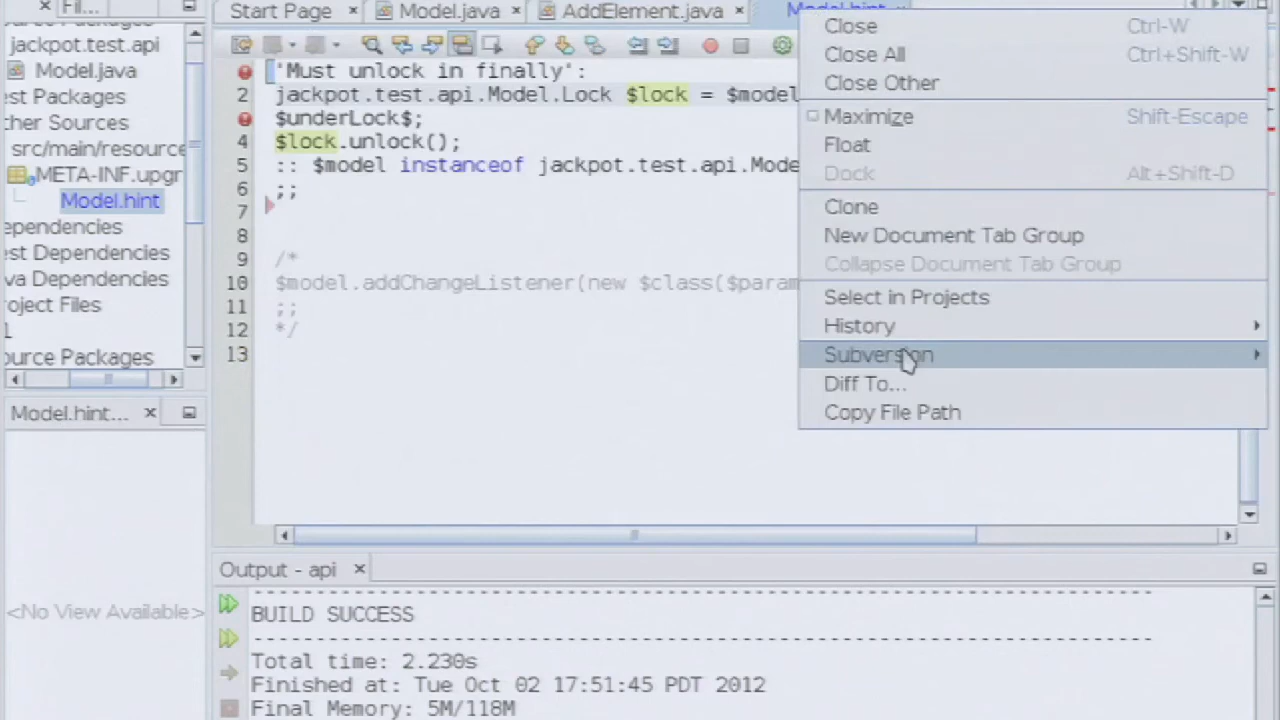 Fil...
Start Page
Model.java
AddElement.java
Model.hint
jackpot.test.api
Model.java
est Packages
ther Sources
src/main/resource
META-INF.upgr
Model.hint
ependencies
est Dependencies
va Dependencies
roject Files
ource Packages
'Must unlock in finally':
2 jackpot.test.api.Model.Lock $lock = $model
$underLock$;
4 $lock.unlock();
5 :: $model instanceof jackpot.test.api.Mode
6 ;;
7
8
9 /*
10 $model.addChangeListener(new $class($param
11 ;;
12 */
13
Close Ctrl-W
Close All Ctrl+Shift-W
Close Other
Maximize Shift-Escape
Float
Dock Alt+Shift-D
Clone
New Document Tab Group
Collapse Document Tab Group
Select in Projects
History
Subversion
Diff To...
Copy File Path
Model.hint...
<No View Available>
Output - api
BUILD SUCCESS
Total time: 2.230s
Finished at: Tue Oct 02 17:51:45 PDT 2012
Final Memory: 5M/118M